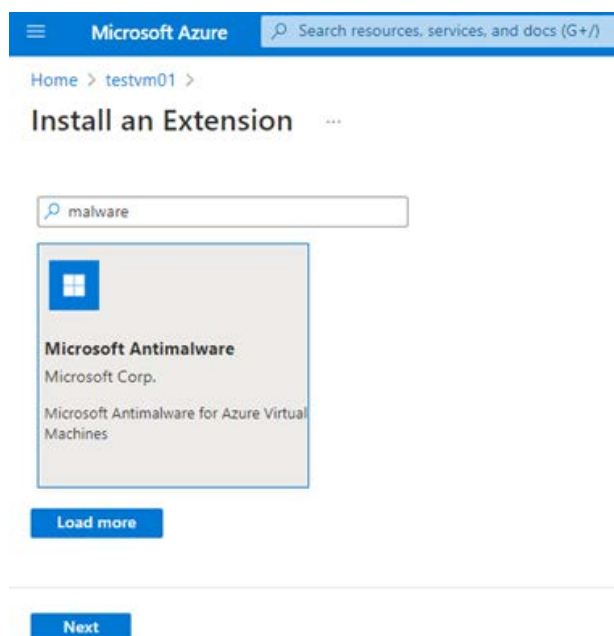 Microsoft Azure
Search resources, services, and docs (G+/)
Home > testvm01 >
Install an Extension ...
malware
Microsoft Antimalware
Microsoft Corp.
Microsoft Antimalware for Azure Virtual
Machines
Load more
Next